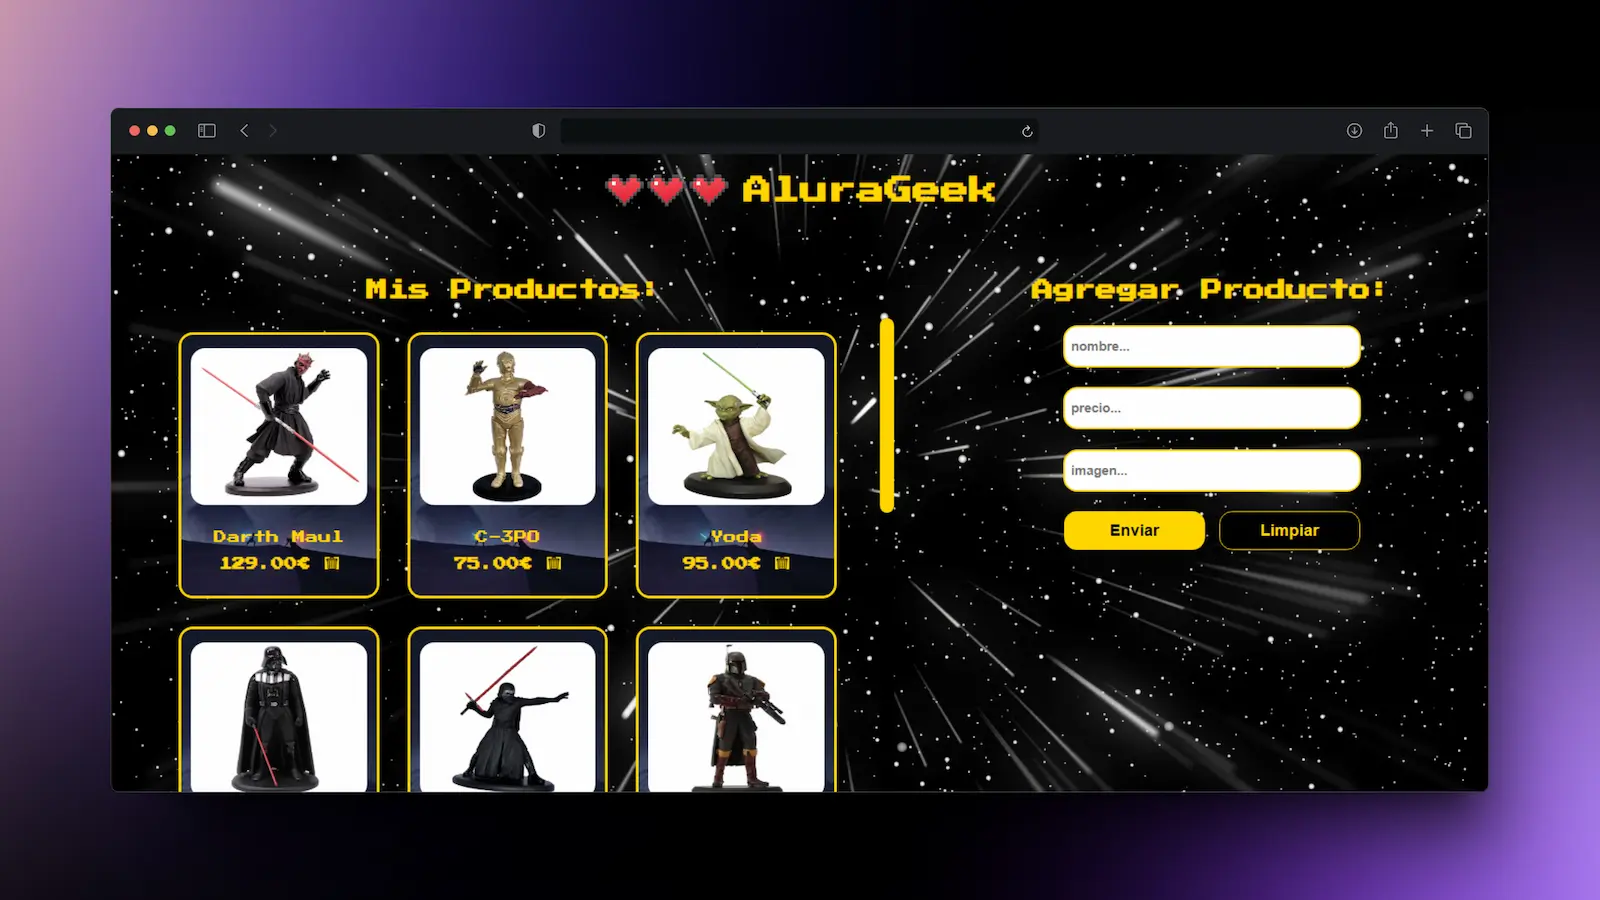 AluraGeek
Mis Productos:
Darth Maul
129.00€
C-3PO
75.00€
Yoda
95.00€
Agregar Producto:
nombre...
precio...
imagen...
Enviar
Limpiar